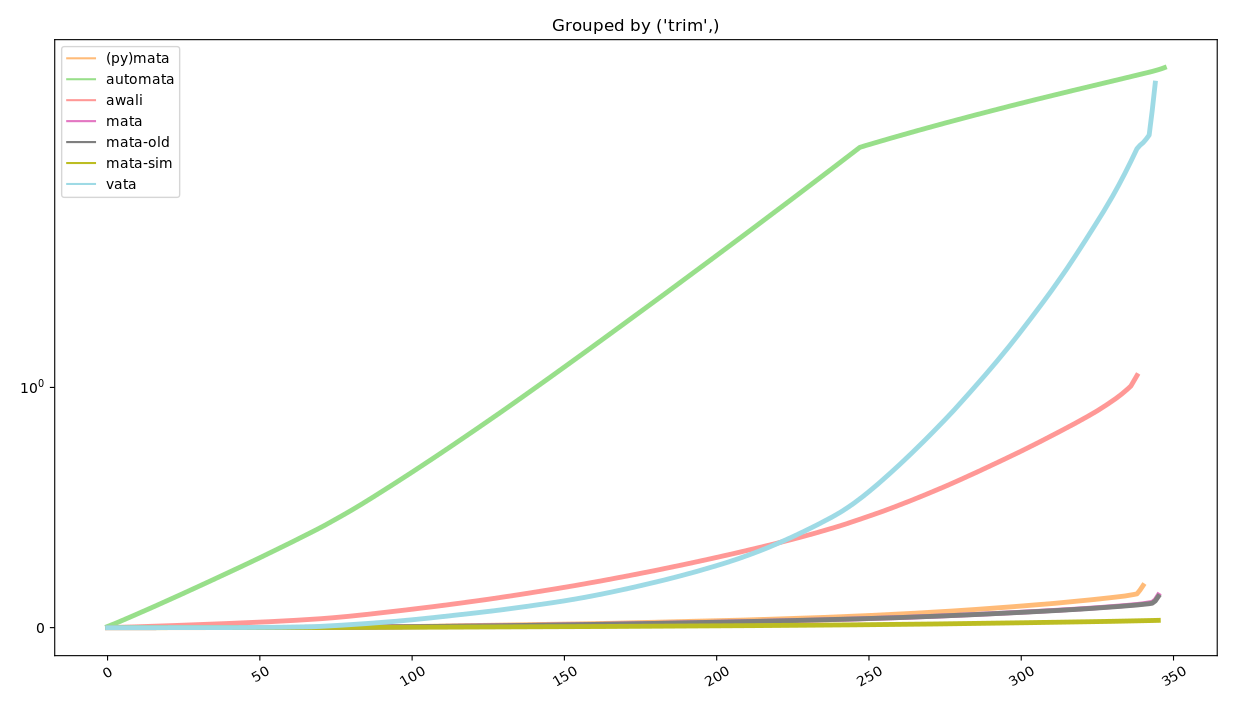 Grouped by ('trim',)
(py)mata
automata
awali
mata
mata-old
mata-sim
vata
10⁰
0
0
50
100
150
200
250
300
350